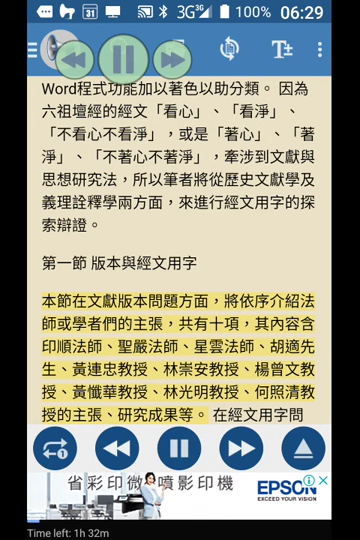 31 3G 3G 100% 06:29
T±
Word程式功能加以著色以助分類。 因為
六祖壇經的經文「看心」、「看淨」、
「不看心不看淨」，或是「著心」、「著
淨」、「不著心不著淨」，牽涉到文獻與
思想研究法，所以筆者將從歷史文獻學及
義理詮釋學兩方面，來進行經文用字的探
索辯證。
第一節 版本與經文用字
本節在文獻版本問題方面，將依序介紹法
師或學者們的主張，共有十項，其內容含
印順法師、聖嚴法師、星雲法師、胡適先
生、黃連忠教授、林崇安教授、楊曾文教
授、黃懺華教授、林光明教授、何照清教
授的主張、研究成果等。 在經文用字問
1
省彩印微噴影印機
EPSON
EXCEED YOUR VISION
Time left: 1h 32m